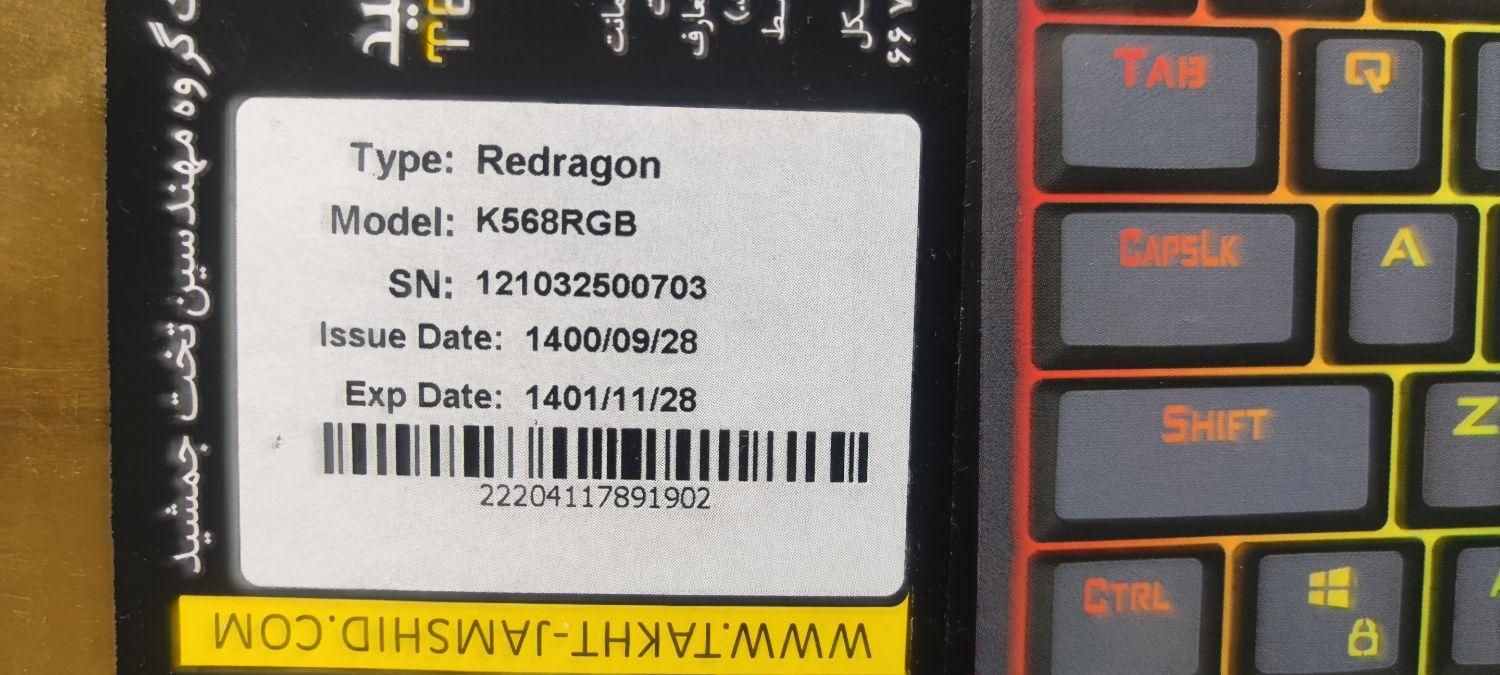 گروه مهندسین تخت جمشید
Type: Redragon
Model: K568RGB
SN: 121032500703
Issue Date: 1400/09/28
Exp Date: 1401/11/28
22204117891902
WWW.TAKHT-JAMSHID.COM
TAB Q
CAPSLK A
SHIFT Z
CTRL